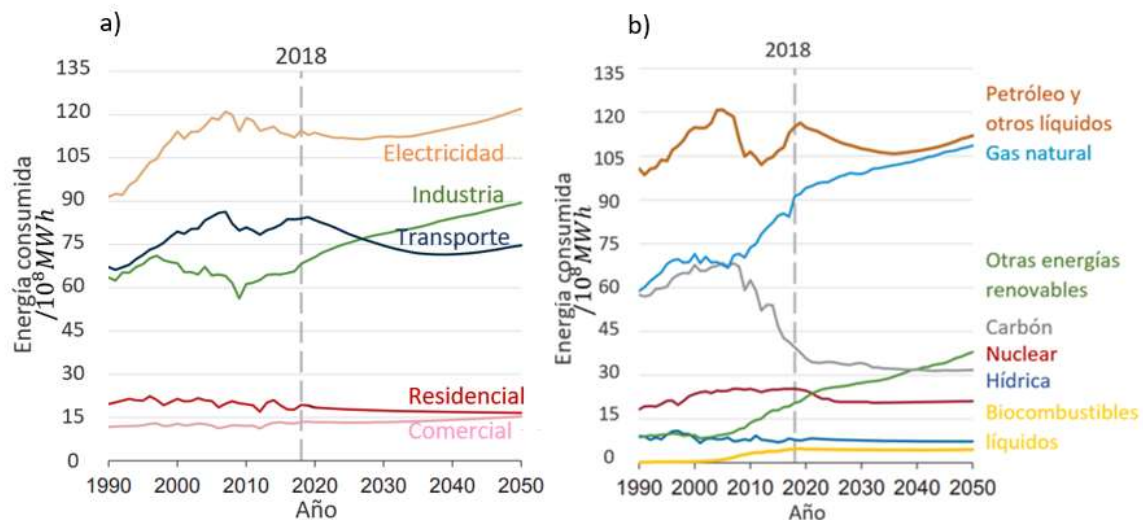 a)
2018
Energía consumida
/10⁸MWh
135
120
105
90
75
60
45
30
15
0
Electricidad
Industria
Transporte
Residencial
Comercial
1990 2000 2010 2020 2030 2040 2050
Año
b)
2018
Energía consumida
/10⁸MWh
135
120
105
90
75
60
45
30
15
0
Petróleo y
otros líquidos
Gas natural
Otras energías
renovables
Carbón
Nuclear
Hídrica
Biocombustibles
líquidos
1990 2000 2010 2020 2030 2040 2050
Año